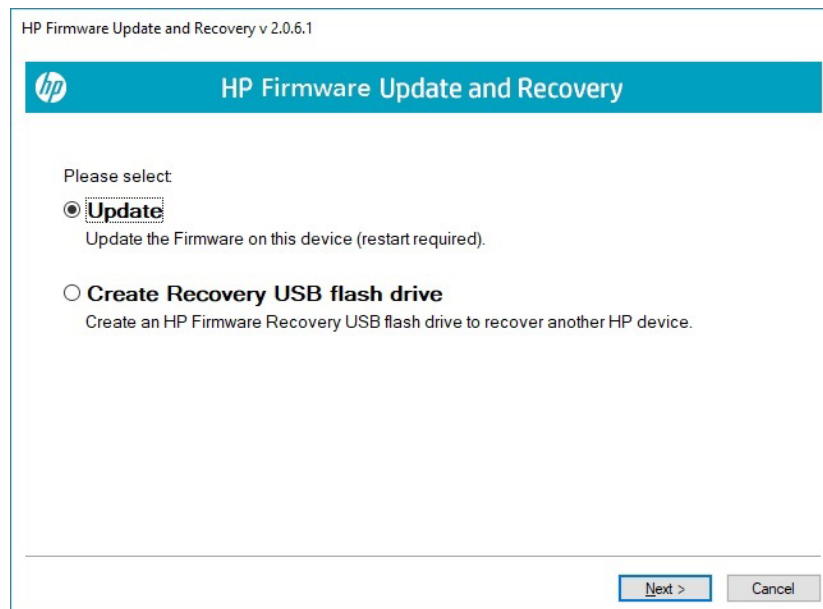 HP Firmware Update and Recovery v 2.0.6.1
hp
HP Firmware Update and Recovery
Please select:
Update
Update the Firmware on this device (restart required).
Create Recovery USB flash drive
Create an HP Firmware Recovery USB flash drive to recover another HP device.
Next >
Cancel